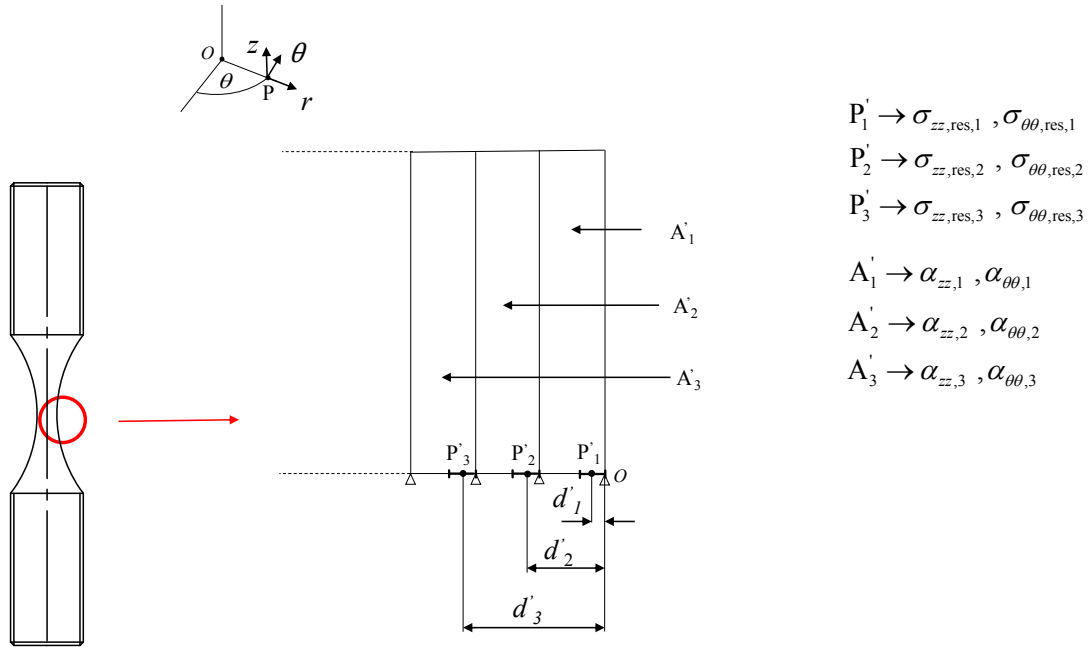 O
z
θ
θ
P
r
P'₁ → σzz,res,1 , σθθ,res,1
P'₂ → σzz,res,2 , σθθ,res,2
P'₃ → σzz,res,3 , σθθ,res,3
A'₁ → αzz,1 , αθθ,1
A'₂ → αzz,2 , αθθ,2
A'₃ → αzz,3 , αθθ,3
A'₁
A'₂
A'₃
P'₃ P'₂ P'₁
O
d'₁
d'₂
d'₃